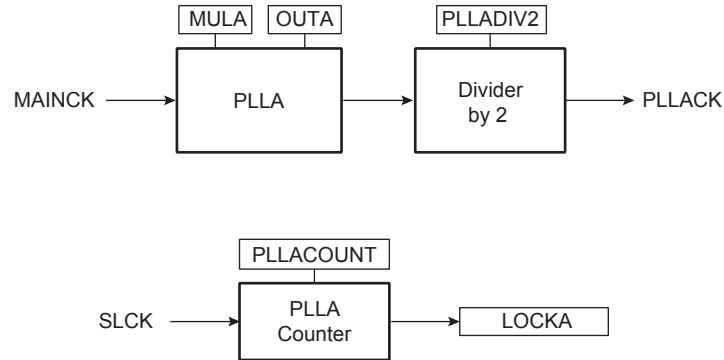 MULA OUTA PLLADIV2
MAINCK PLLA Divider
by 2 PLLACK
PLLACOUNT
SLCK PLLA
Counter LOCKA